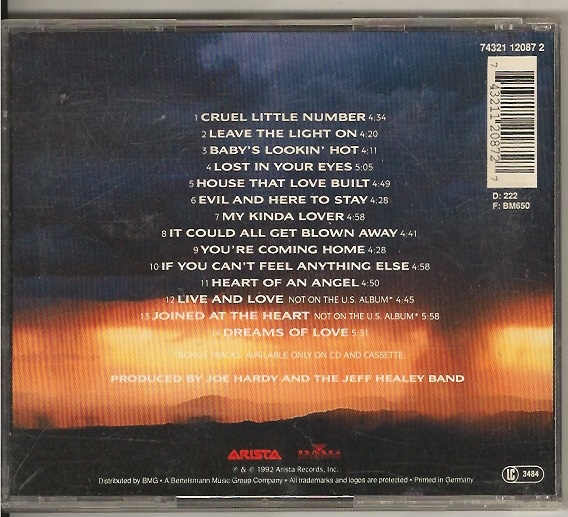 74321 12087 2
7 43211 20872 7
D: 222
F: BM650
1 CRUEL LITTLE NUMBER 4:34
2 LEAVE THE LIGHT ON 4:20
3 BABY'S LOOKIN' HOT 4:11
4 LOST IN YOUR EYES 5:05
5 HOUSE THAT LOVE BUILT 4:49
6 EVIL AND HERE TO STAY 4:28
7 MY KINDA LOVER 4:58
8 IT COULD ALL GET BLOWN AWAY 4:41
9 YOU'RE COMING HOME 4:28
10 IF YOU CAN'T FEEL ANYTHING ELSE 4:58
11 HEART OF AN ANGEL 4:50
12 LIVE AND LOVE NOT ON THE U.S. ALBUM* 4:45
13 JOINED AT THE HEART NOT ON THE U.S. ALBUM* 5:58
14 DREAMS OF LOVE 5:31
*BONUS TRACKS, AVAILABLE ONLY ON CD AND CASSETTE.
PRODUCED BY JOE HARDY AND THE JEFF HEALEY BAND
ARISTA BMG
℗ & © 1992 Arista Records, Inc.
Distributed by BMG • A Bertelsmann Music Group Company • All trademarks and logos are protected • Printed in Germany
LC 3484